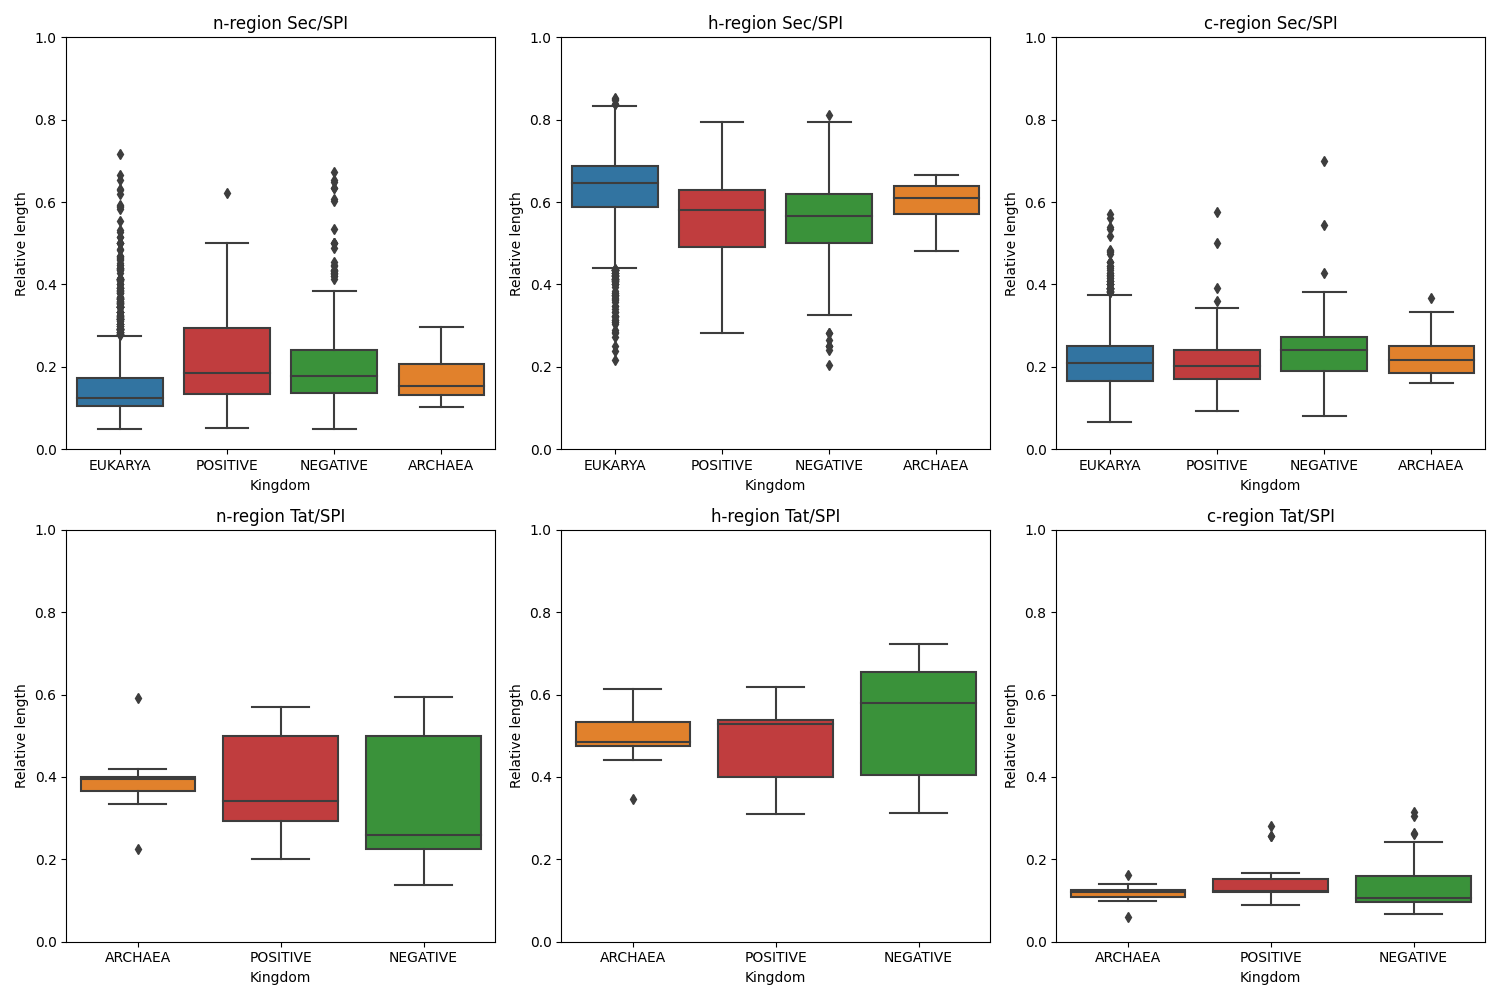 n-region Sec/SPI
h-region Sec/SPI
c-region Sec/SPI
1.0
0.8
0.6
0.4
0.2
0.0
Relative length
EUKARYA POSITIVE NEGATIVE ARCHAEA
Kingdom
1.0
0.8
0.6
0.4
0.2
0.0
Relative length
EUKARYA POSITIVE NEGATIVE ARCHAEA
Kingdom
1.0
0.8
0.6
0.4
0.2
0.0
Relative length
EUKARYA POSITIVE NEGATIVE ARCHAEA
Kingdom
n-region Tat/SPI
h-region Tat/SPI
c-region Tat/SPI
1.0
0.8
0.6
0.4
0.2
0.0
Relative length
ARCHAEA POSITIVE NEGATIVE
Kingdom
1.0
0.8
0.6
0.4
0.2
0.0
Relative length
ARCHAEA POSITIVE NEGATIVE
Kingdom
1.0
0.8
0.6
0.4
0.2
0.0
Relative length
ARCHAEA POSITIVE NEGATIVE
Kingdom